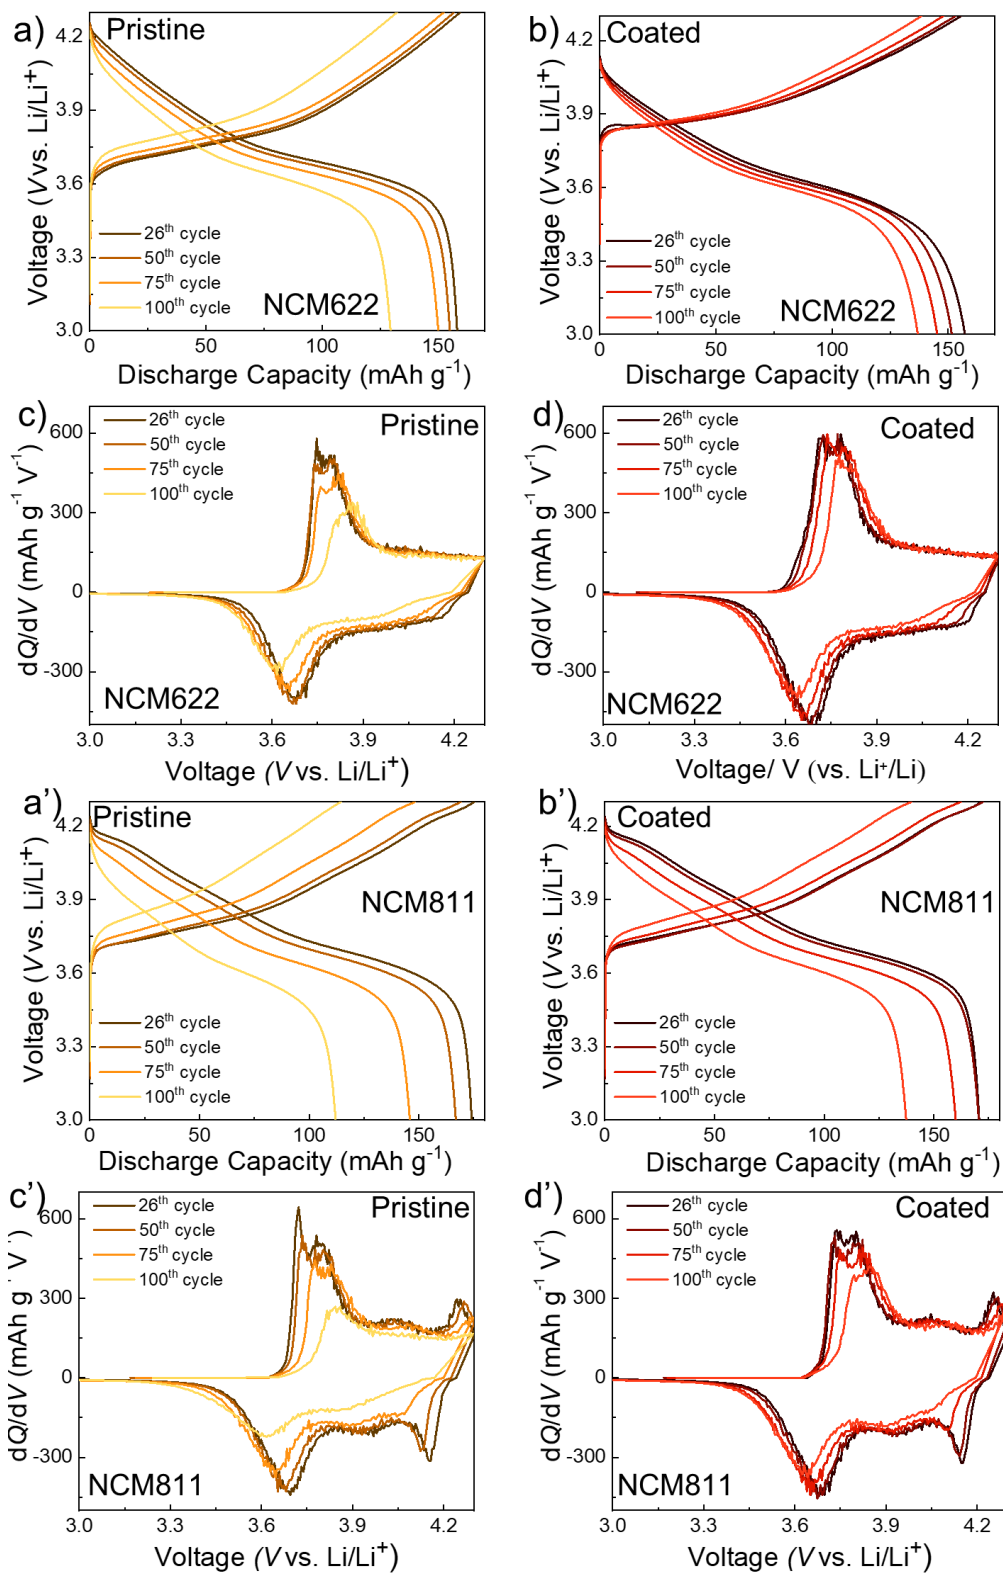 a)
Pristine
4.2
3.9
3.6
3.3
3.0
Voltage (V vs. Li/Li⁺)
26th cycle
50th cycle
75th cycle
100th cycle
NCM622
0 50 100 150
Discharge Capacity (mAh g-1)
b)
Coated
4.2
3.9
3.6
3.3
3.0
Voltage (V vs. Li/Li⁺)
26th cycle
50th cycle
75th cycle
100th cycle
NCM622
0 50 100 150
Discharge Capacity (mAh g-1)
c)
Pristine
600
300
0
-300
dQ/dV (mAh g-1 V-1)
26th cycle
50th cycle
75th cycle
100th cycle
NCM622
3.0 3.3 3.6 3.9 4.2
Voltage (V vs. Li/Li⁺)
d)
Coated
600
300
0
-300
dQ/dV (mAh g-1 V-1)
26th cycle
50th cycle
75th cycle
100th cycle
NCM622
3.0 3.3 3.6 3.9 4.2
Voltage/ V (vs. Li⁺/Li)
a’)
Pristine
4.2
3.9
3.6
3.3
3.0
Voltage (V vs. Li/Li⁺)
NCM811
26th cycle
50th cycle
75th cycle
100th cycle
0 50 100 150
Discharge Capacity (mAh g-1)
b’)
Coated
4.2
3.9
3.6
3.3
3.0
Voltage (V vs. Li/Li⁺)
NCM811
26th cycle
50th cycle
75th cycle
100th cycle
0 50 100 150
Discharge Capacity (mAh g-1)
c’)
Pristine
600
300
0
-300
dQ/dV (mAh g V
26th cycle
50th cycle
75th cycle
100th cycle
NCM811
3.0 3.3 3.6 3.9 4.2
Voltage (V vs. Li/Li⁺)
d’)
Coated
600
300
0
-300
dQ/dV (mAh g-1 V-1)
26th cycle
50th cycle
75th cycle
100th cycle
NCM811
3.0 3.3 3.6 3.9 4.2
Voltage (V vs. Li/Li⁺)